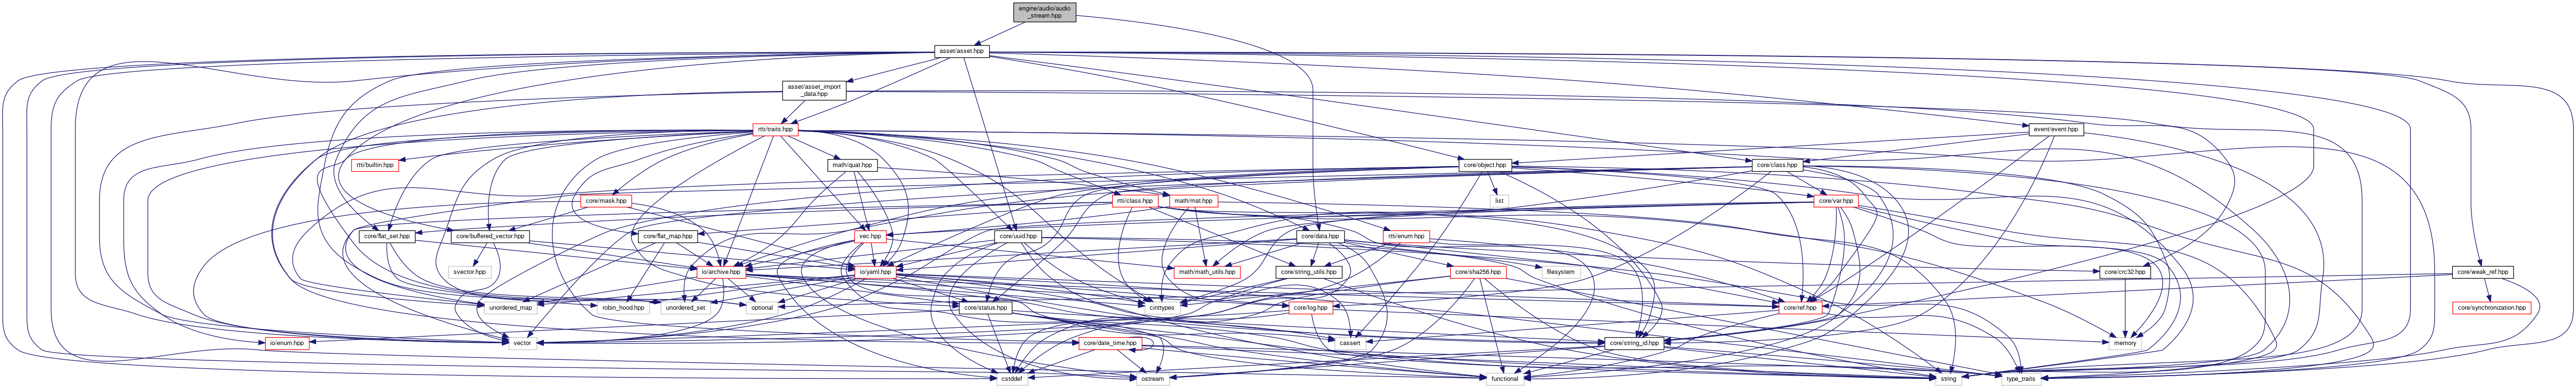 engine/audio/audio
_stream.hpp
asset/asset.hpp
asset/asset_import
_data.hpp
rtti/traits.hpp
event/event.hpp
rtti/builtin.hpp
math/quat.hpp
core/object.hpp
core/class.hpp
core/mask.hpp
rtti/class.hpp
math/mat.hpp
list
core/var.hpp
core/flat_set.hpp
core/buffered_vector.hpp
core/flat_map.hpp
vec.hpp
core/uuid.hpp
core/data.hpp
rtti/enum.hpp
svector.hpp
io/archive.hpp
io/yaml.hpp
math/math_utils.hpp
core/string_utils.hpp
core/sha256.hpp
filesystem
core/crc32.hpp
core/weak_ref.hpp
unordered_map
robin_hood.hpp
unordered_set
optional
core/status.hpp
cinttypes
core/log.hpp
core/ref.hpp
core/synchronization.hpp
io/enum.hpp
vector
core/date_time.hpp
cassert
core/string_id.hpp
memory
cstddef
ostream
functional
string
type_traits